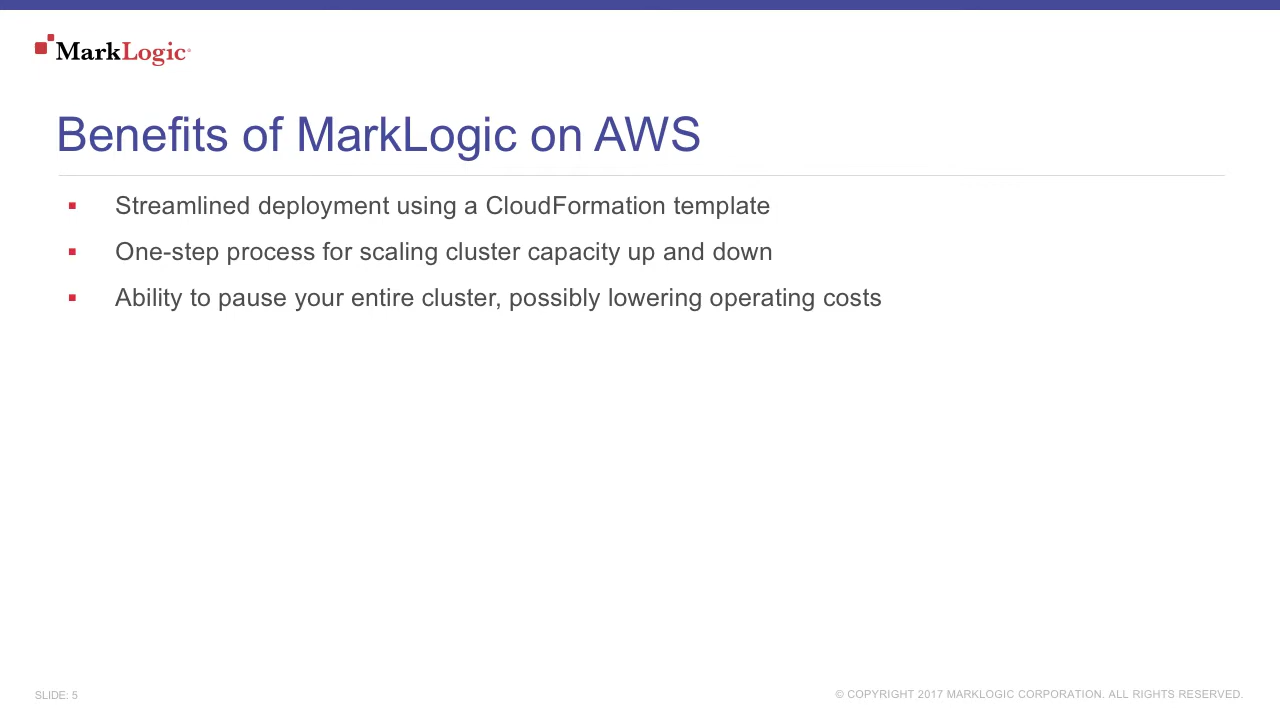 MarkLogic®
Benefits of MarkLogic on AWS
▪ Streamlined deployment using a CloudFormation template
▪ One-step process for scaling cluster capacity up and down
▪ Ability to pause your entire cluster, possibly lowering operating costs
SLIDE: 5
© COPYRIGHT 2017 MARKLOGIC CORPORATION. ALL RIGHTS RESERVED.